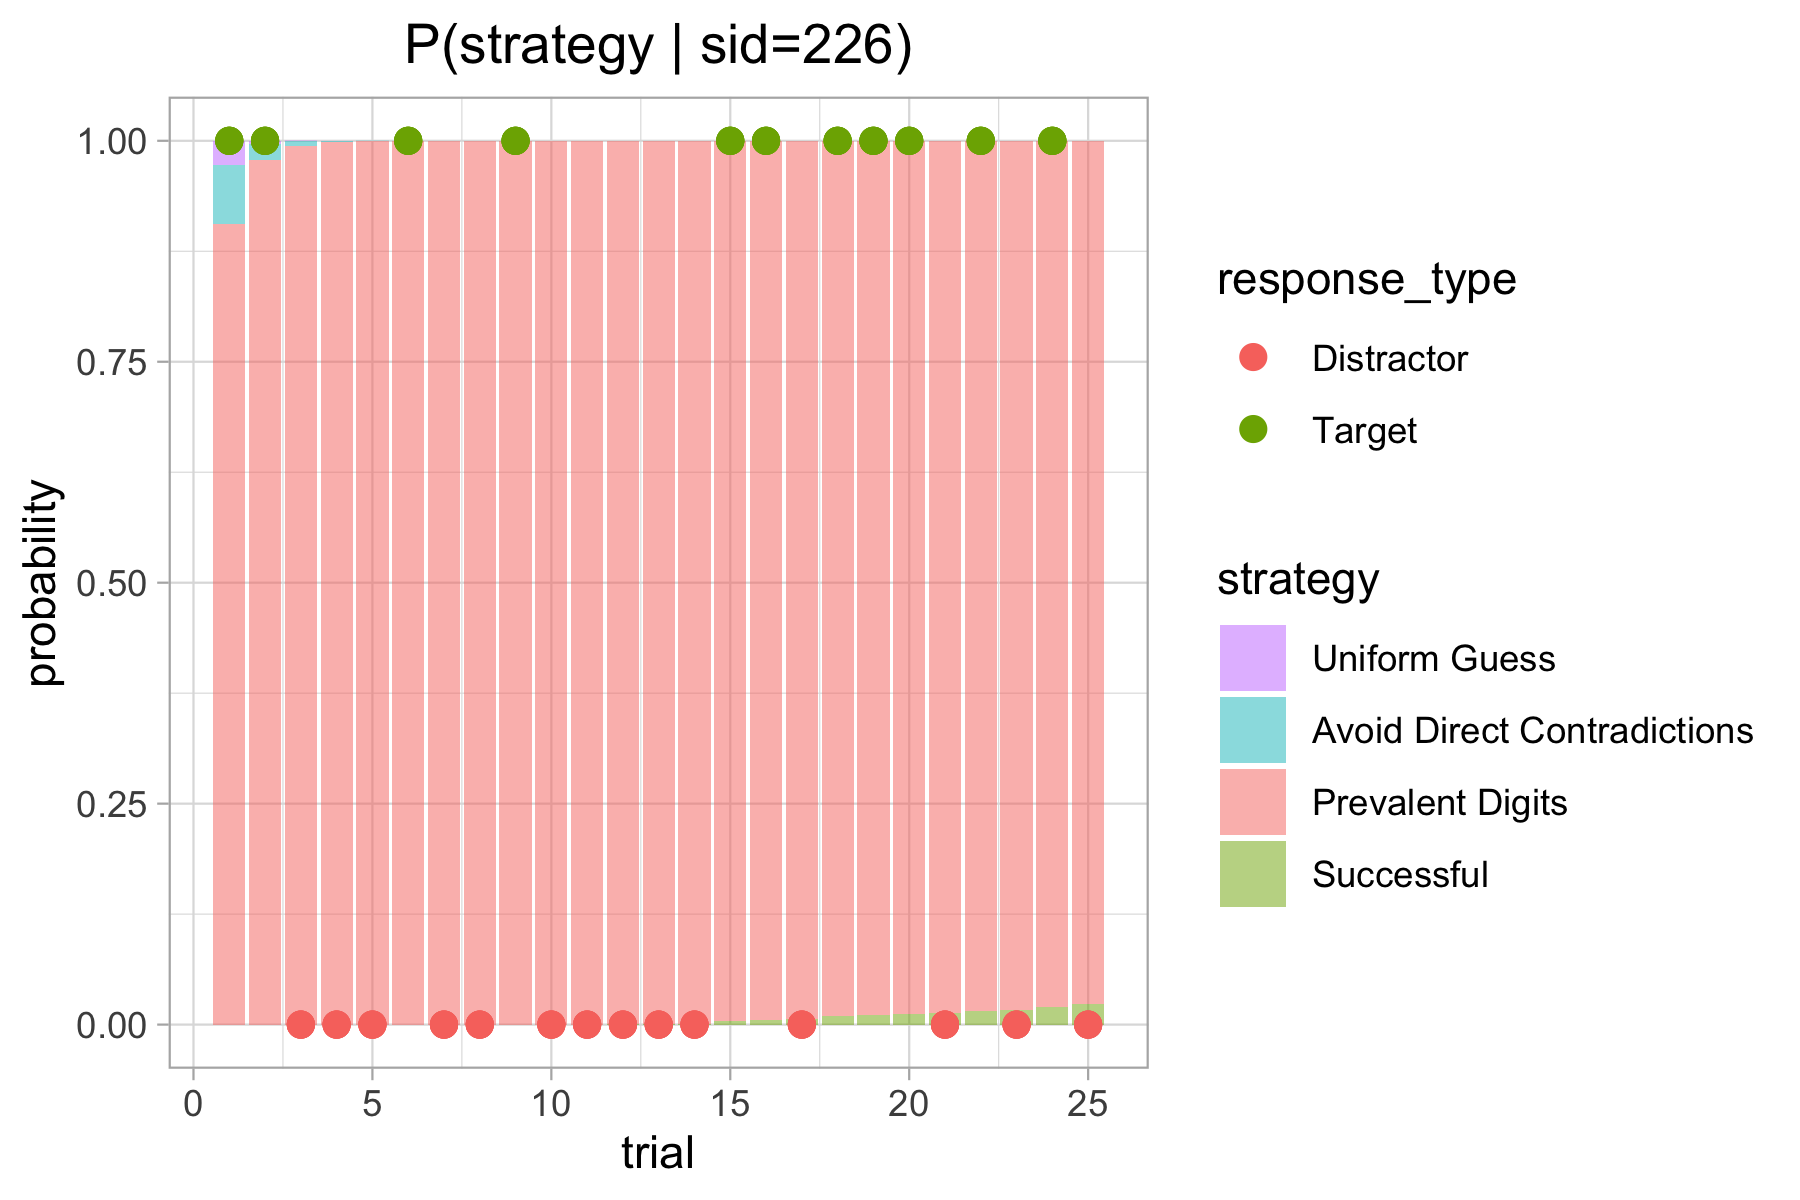 P(strategy | sid=226)
1.00
0.75
0.50
0.25
0.00
probability
0 5 10 15 20 25
trial
response_type
Distractor
Target
strategy
Uniform Guess
Avoid Direct Contradictions
Prevalent Digits
Successful